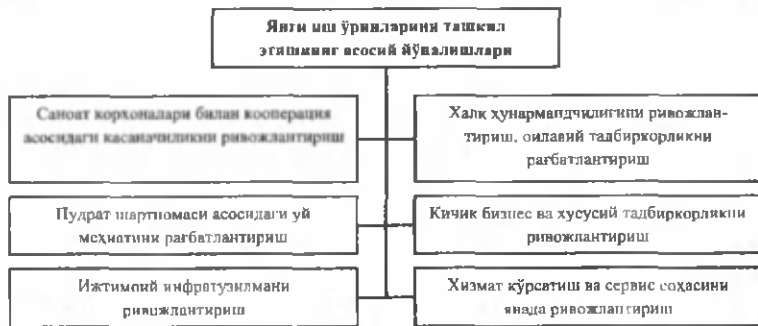 Янги иш ўринларини ташкил
этишнинг асосий йўналишлари
Саноат корхоналари билан кооперация
асосидаги касаначиликни ривожлантириш
Халқ ҳунармандчилигини ривожлан-
тириш, оилавий тадбиркорликни
рағбатлантириш
Пудрат шартномаси асосидаги уй
меҳнатини рағбатлантириш
Кичик бизнес ва хусусий тадбиркорликни
ривожлантириш
Ижтимоий инфратузилмани
ривожлантириш
Хизмат кўрсатиш ва сервис соҳасини
янада ривожлантириш